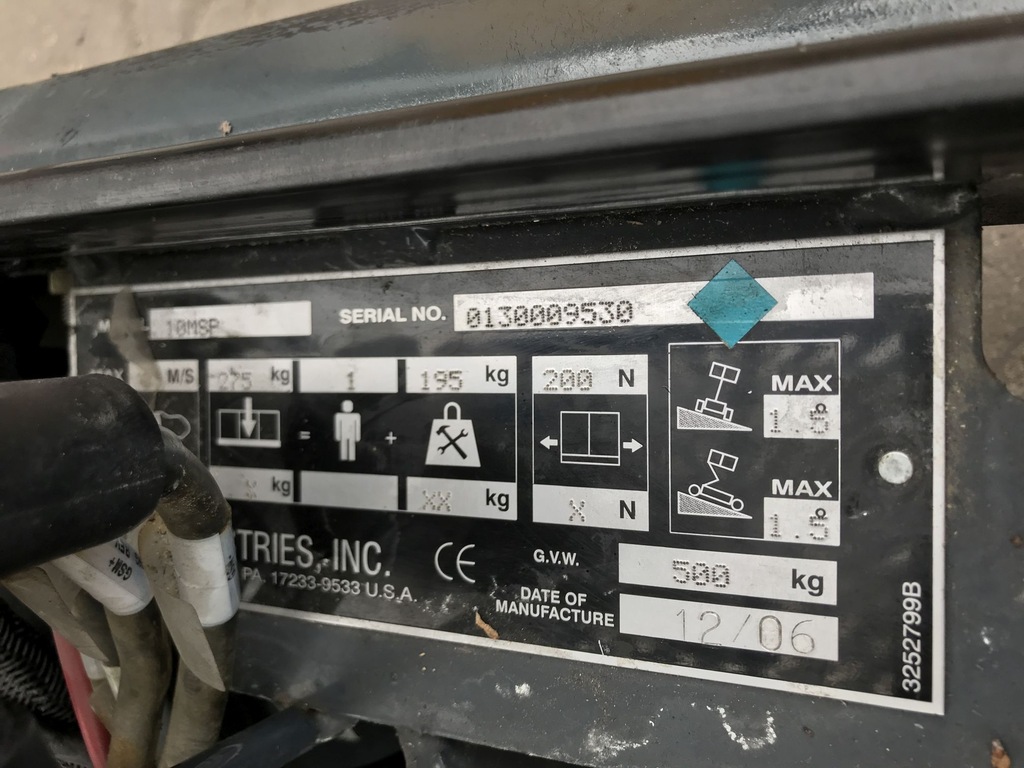 10MSP SERIAL NO. 0130009530
M/S 275 kg 1 195 kg 200 N
MAX
1.5°
= +
MAX
1.5°
kg XX kg X N
TRIES, INC.
PA. 17233-9533 U.S.A.
CE
G.V.W. 500 kg
DATE OF
MANUFACTURE 12/06
3252799B
GSM+